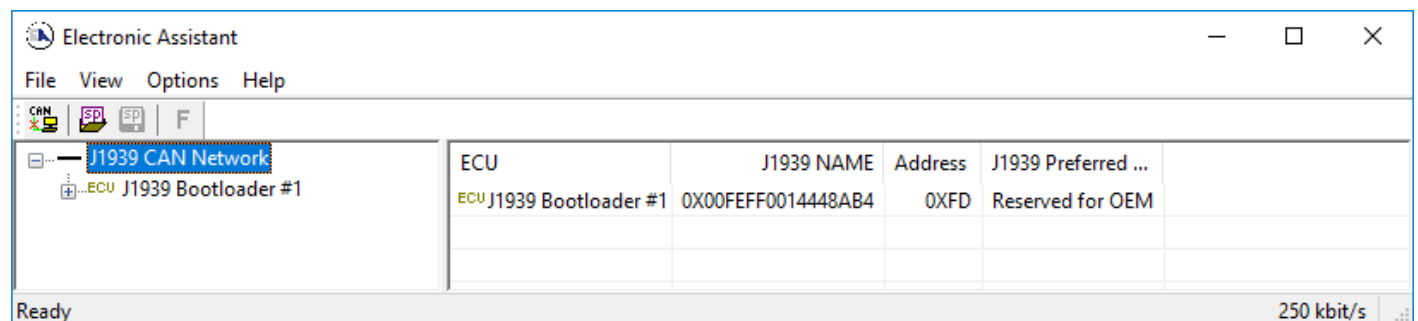 Electronic Assistant
File View Options Help
CAN SP SP F
J1939 CAN Network
ECU J1939 Bootloader #1
ECU J1939 NAME Address J1939 Preferred ...
ECU J1939 Bootloader #1 0X00FEFF0014448AB4 0XFD Reserved for OEM
Ready 250 kbit/s